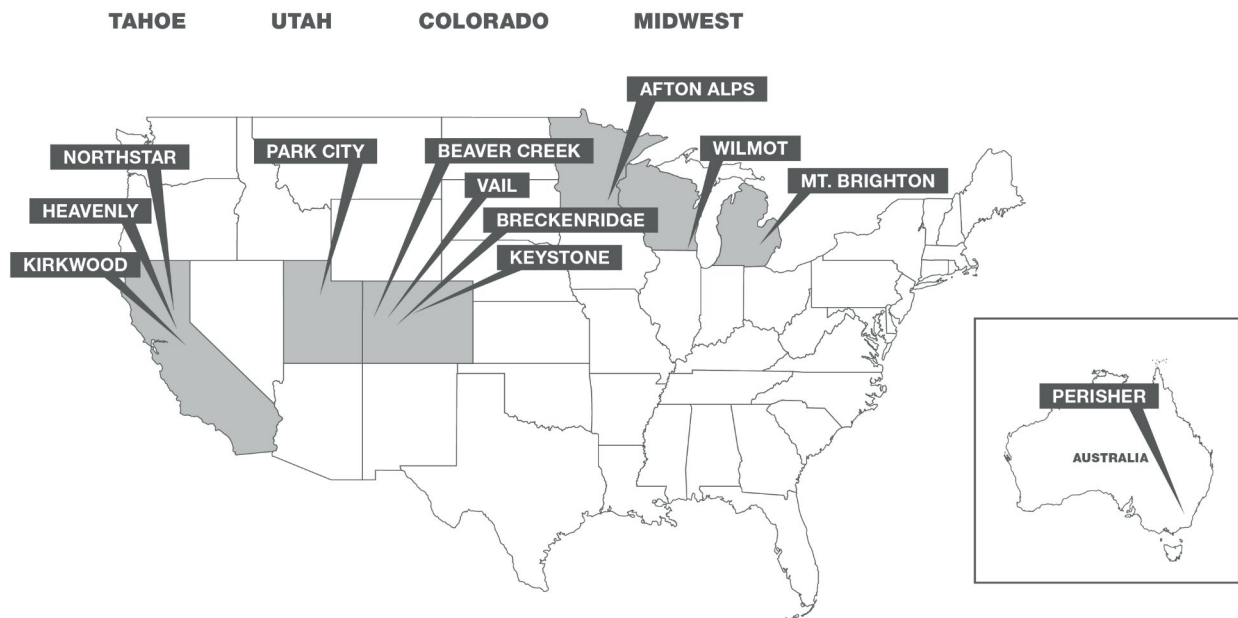 TAHOE UTAH COLORADO MIDWEST
AFTON ALPS
NORTHSTAR
PARK CITY
BEAVER CREEK
WILMOT
VAIL
MT. BRIGHTON
HEAVENLY
BRECKENRIDGE
KIRKWOOD
KEYSTONE
PERISHER
AUSTRALIA